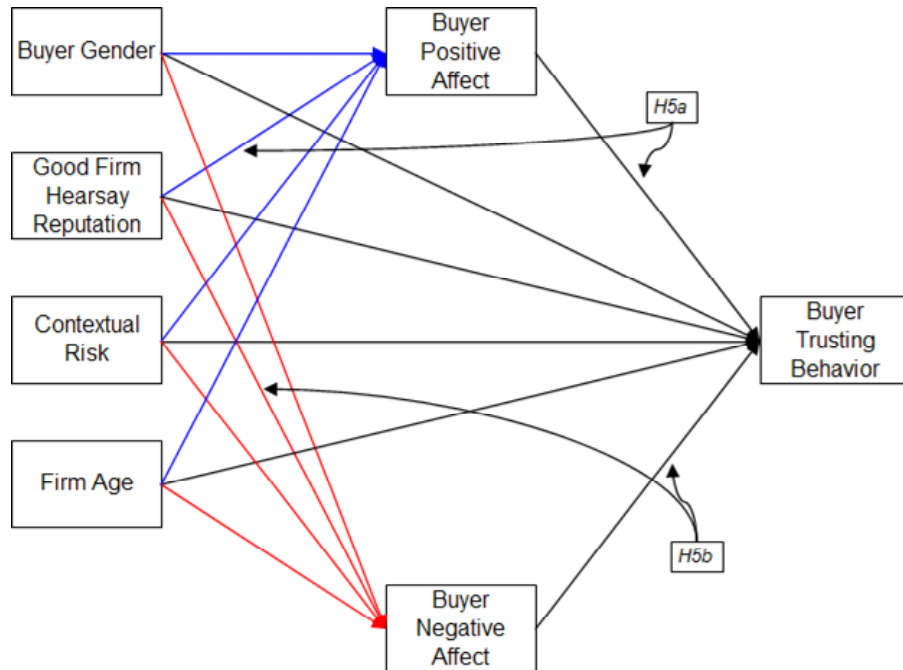 Buyer Gender
Buyer
Positive
Affect
H5a
Good Firm
Hearsay
Reputation
Contextual
Risk
Buyer
Trusting
Behavior
Firm Age
H5b
Buyer
Negative
Affect